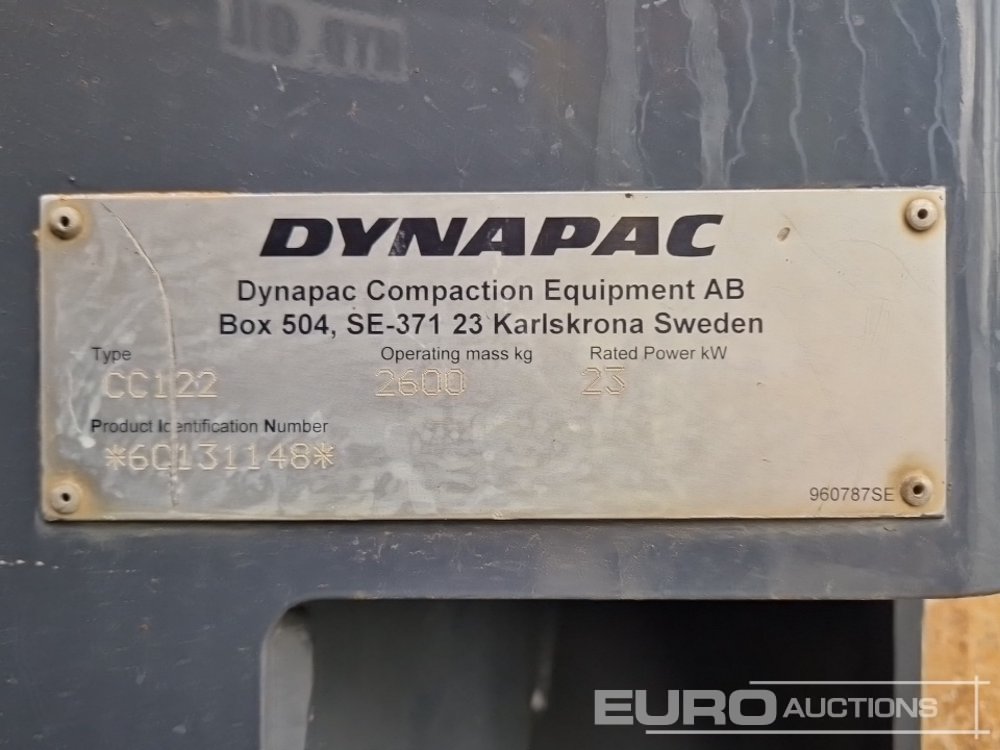 DYNAPAC
Dynapac Compaction Equipment AB
Box 504, SE-371 23 Karlskrona Sweden
Type Operating mass kg Rated Power kW
CC122 2600 23
Product Identification Number
*60131148*
960787SE
EURO AUCTIONS